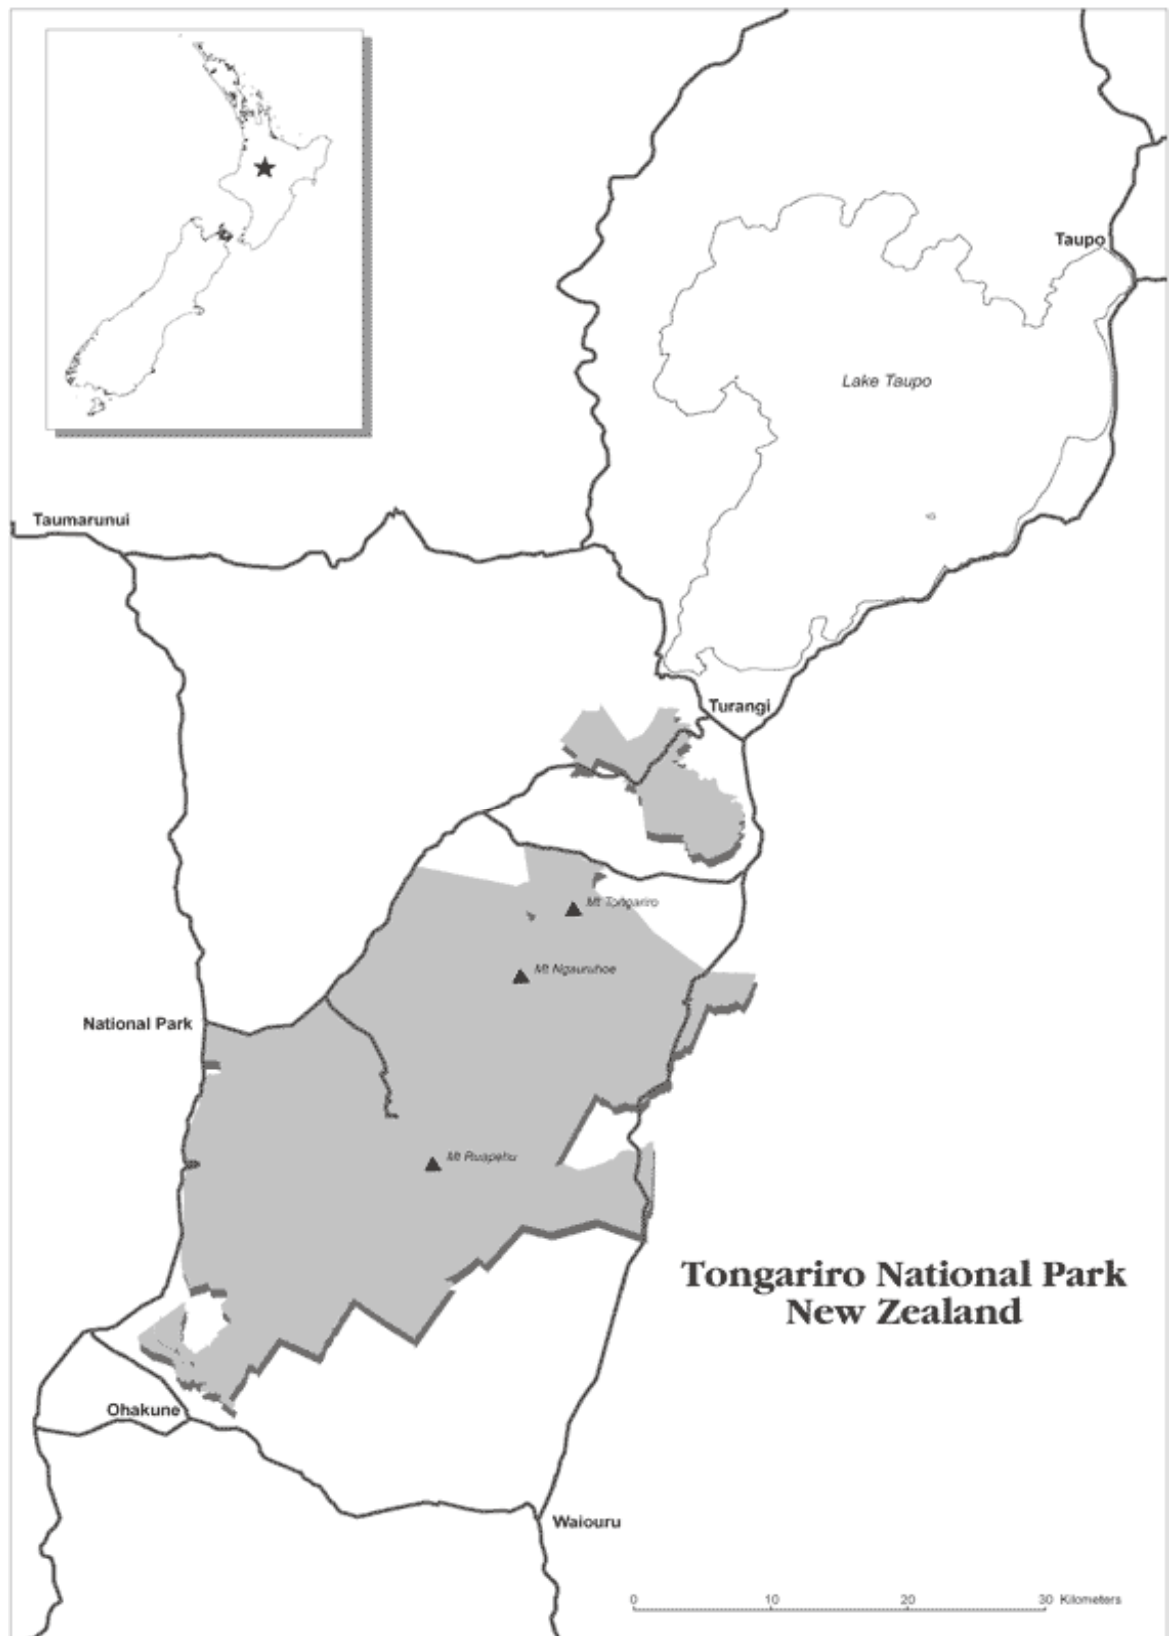 Taupo
Lake Taupo
Taumarunui
Turangi
Mt Tongariro
Mt Ngauruhoe
National Park
Mt Ruapehu
Tongariro National Park
New Zealand
Ohakune
Waiouru
0 10 20 30 Kilometers